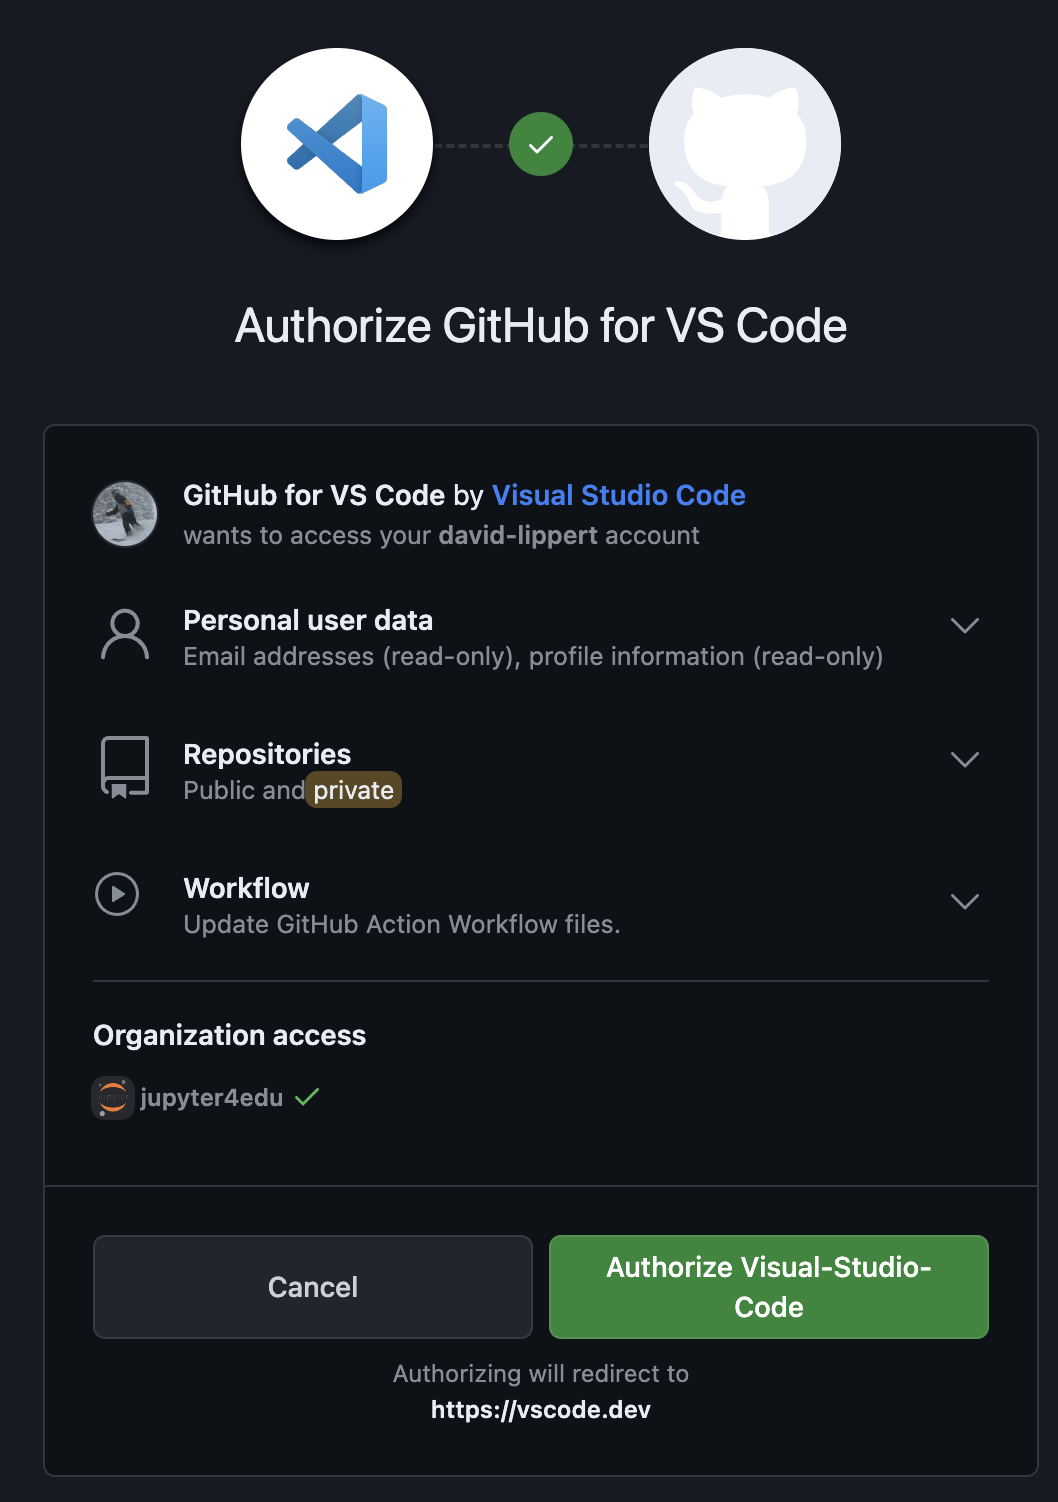 Authorize GitHub for VS Code
GitHub for VS Code by Visual Studio Code
wants to access your david-lippert account
Personal user data
Email addresses (read-only), profile information (read-only)
Repositories
Public and private
Workflow
Update GitHub Action Workflow files.
Organization access
jupyter
jupyter4edu
Cancel
Authorize Visual-Studio-
Code
Authorizing will redirect to
https://vscode.dev